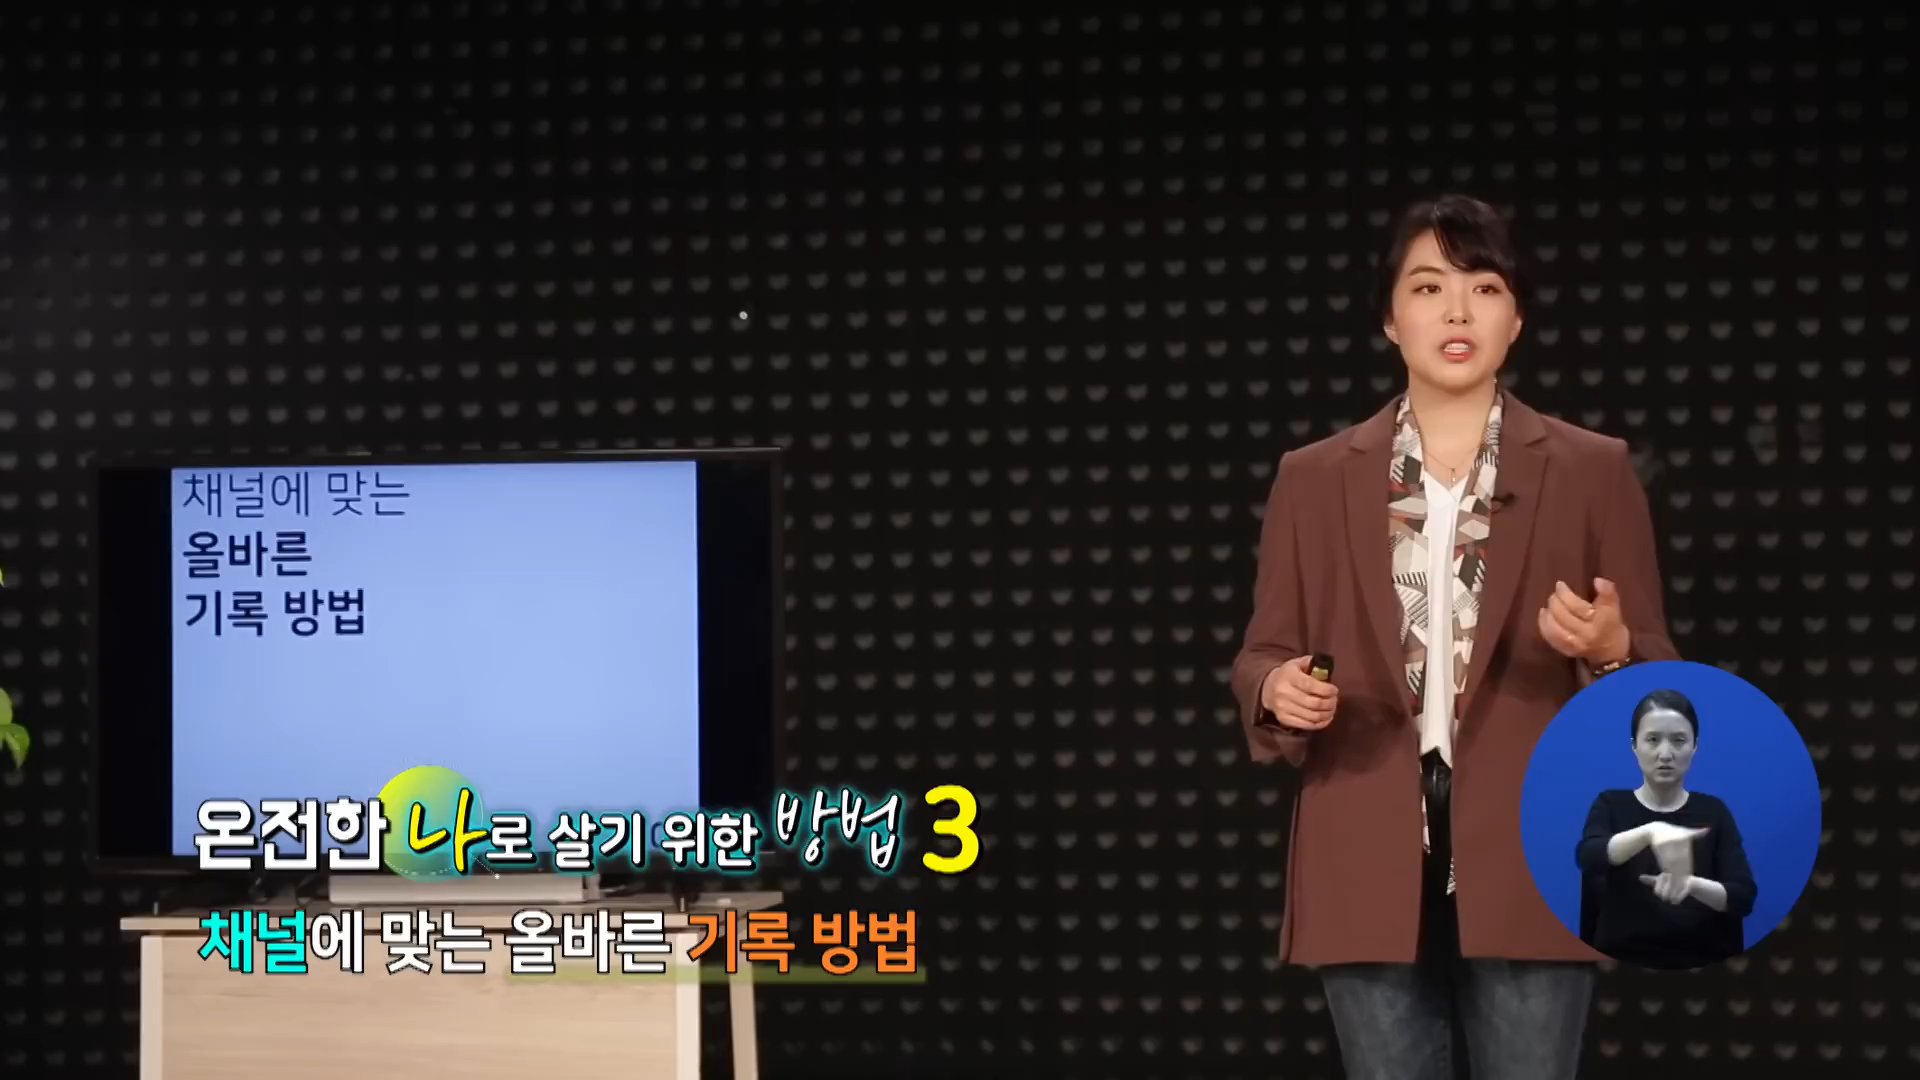 채널에 맞는
올바른
기록 방법
온전한 나로 살기 위한 방법 3
채널에 맞는 올바른 기록 방법